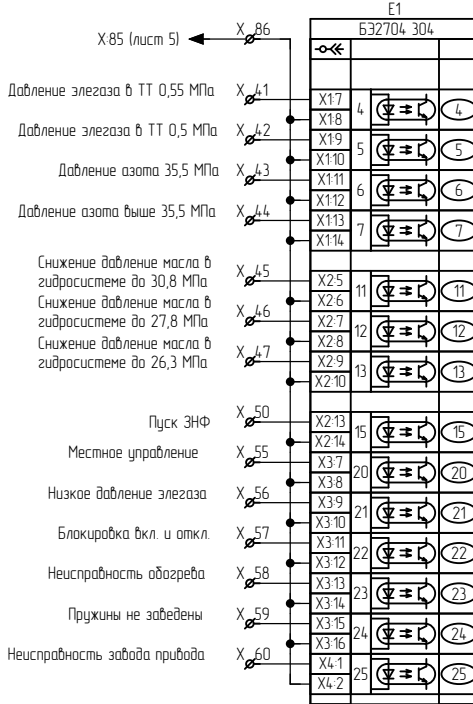 E1
X 86
БЭ2704 304
X:85 (лист 5)
Давление элегаза в ТТ 0,55 МПа X 41 X1:7 4 4
X1:8
Давление элегаза в ТТ 0,5 МПа X 42 X1:9 5 5
X1:10
Давление азота 35,5 МПа X 43 X1:11 6 6
X1:12
Давление азота выше 35,5 МПа X 44 X1:13 7 7
X1:14
Снижение давление масла в
гидросистеме до 30,8 МПа X 45 X2:5 11 11
X2:6
Снижение давление масла в
гидросистеме до 27,8 МПа X 46 X2:7 12 12
X2:8
Снижение давление масла в
гидросистеме до 26,3 МПа X 47 X2:9 13 13
X2:10
Пуск ЗНФ X 50 X2:13 15 15
X2:14
Местное управление X 55 X3:7 20 20
X3:8
Низкое давление элегаза X 56 X3:9 21 21
X3:10
Блокировка вкл. и откл. X 57 X3:11 22 22
X3:12
Неисправность обогрева X 58 X3:13 23 23
X3:14
Пружины не заведены X 59 X3:15 24 24
X3:16
Неисправность завода привода X 60 X4:1 25 25
X4:2